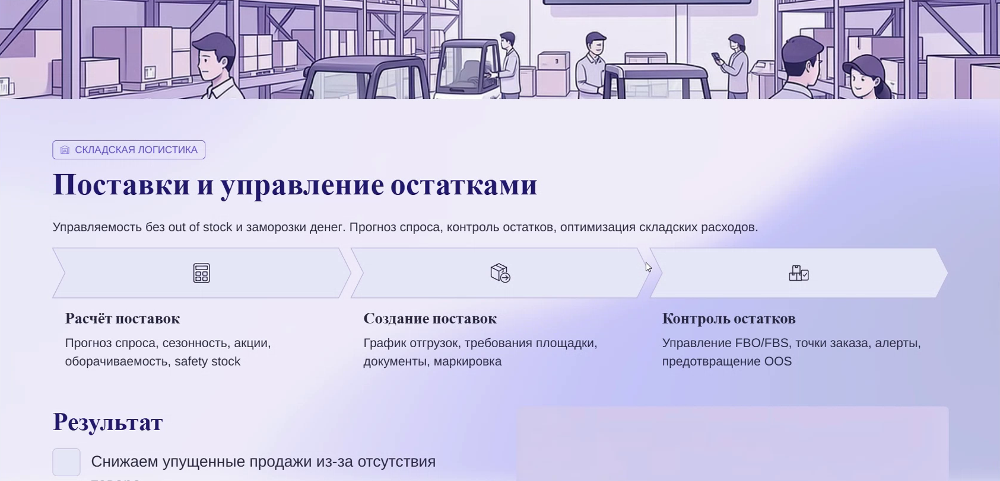 СКЛАДСКАЯ ЛОГИСТИКА
Поставки и управление остатками
Управляемость без out of stock и заморозки денег. Прогноз спроса, контроль остатков, оптимизация складских расходов.
Расчёт поставок
Прогноз спроса, сезонность, акции,
оборачиваемость, safety stock
Создание поставок
График отгрузок, требования площадки,
документы, маркировка
Контроль остатков
Управление FBO/FBS, точки заказа, алерты,
предотвращение OOS
Результат
Снижаем упущенные продажи из-за отсутствия